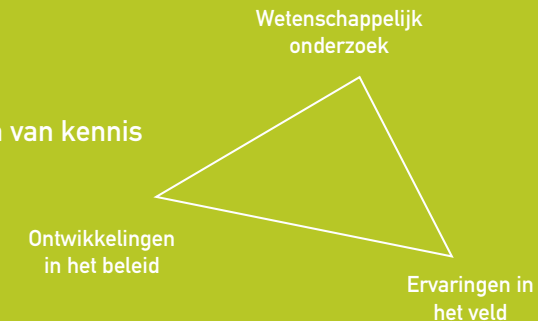 Wetenschappelijk
onderzoek
van kennis
Ontwikkelingen
in het beleid
Ervaringen in
het veld